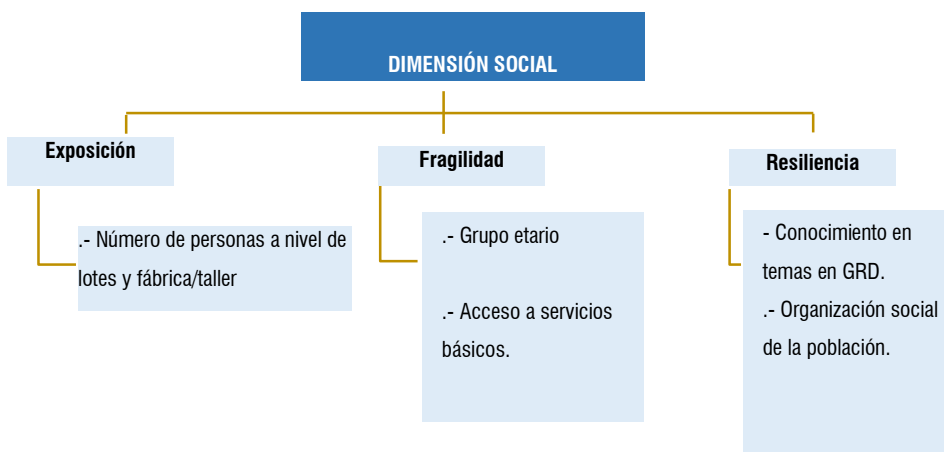 DIMENSIÓN SOCIAL
Exposición
.- Número de personas a nivel de
lotes y fábrica/taller
Fragilidad
.- Grupo etario
.- Acceso a servicios
básicos.
Resiliencia
- Conocimiento en
temas en GRD.
.- Organización social
de la población.